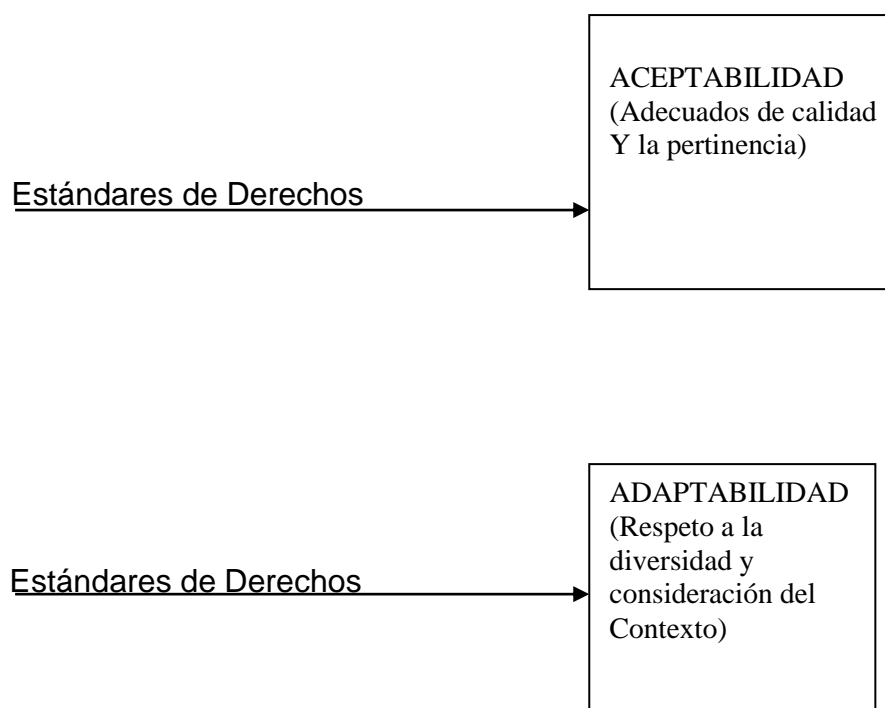 ACEPTABILIDAD
(Adecuados de calidad
Y la pertinencia)
Estándares de Derechos
ADAPTABILIDAD
(Respeto a la
diversidad y
consideración del
Contexto)
Estándares de Derechos